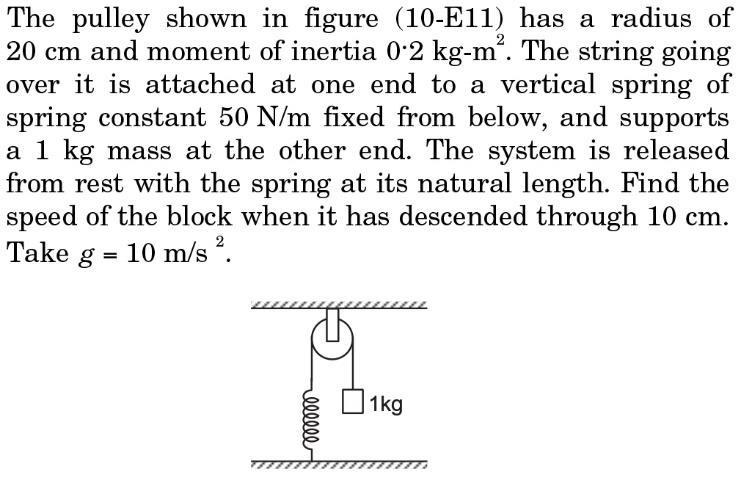 The pulley shown in figure (10-E11) has a radius of
20 cm and moment of inertia 0·2 kg-m². The string going
over it is attached at one end to a vertical spring of
spring constant 50 N/m fixed from below, and supports
a 1 kg mass at the other end. The system is released
from rest with the spring at its natural length. Find the
speed of the block when it has descended through 10 cm.
Take g = 10 m/s ².
1kg